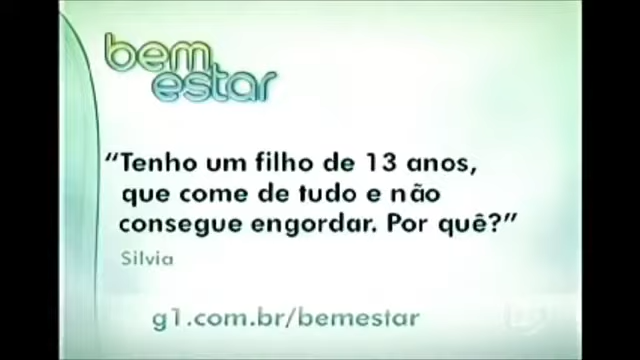 bem
estar
“Tenho um filho de 13 anos,
que come de tudo e não
consegue engordar. Por quê?”
Silvia
g1.com.br/bemestar